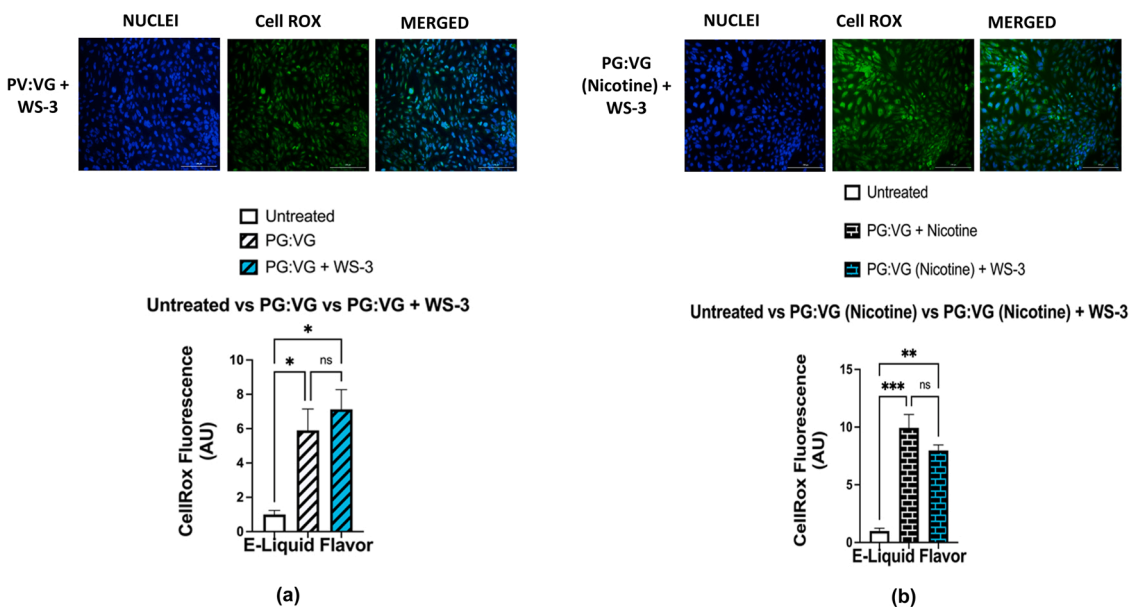 NUCLEI
Cell ROX
MERGED
PV:VG +
WS-3
Untreated
PG:VG
PG:VG + WS-3
Untreated vs PG:VG vs PG:VG + WS-3
CellRox Fluorescence
(AU)
10
8
6
4
2
0
*
*
ns
E-Liquid Flavor
(a)
NUCLEI
Cell ROX
MERGED
PG:VG
(Nicotine) +
WS-3
Untreated
PG:VG + Nicotine
PG:VG (Nicotine) + WS-3
Untreated vs PG:VG (Nicotine) vs PG:VG (Nicotine) + WS-3
CellRox Fluorescence
(AU)
15
10
5
0
**
***
ns
E-Liquid Flavor
(b)